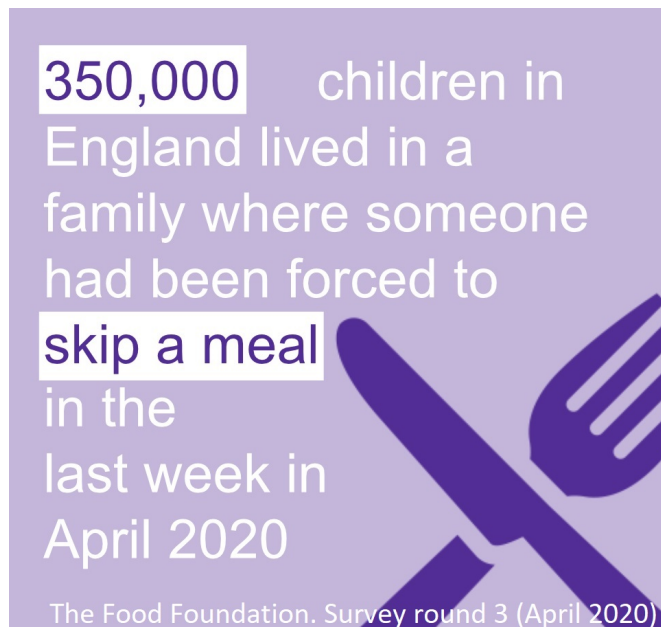 350,000 children in
England lived in a
family where someone
had been forced to
skip a meal
in the
last week in
April 2020
The Food Foundation. Survey round 3 (April 2020)